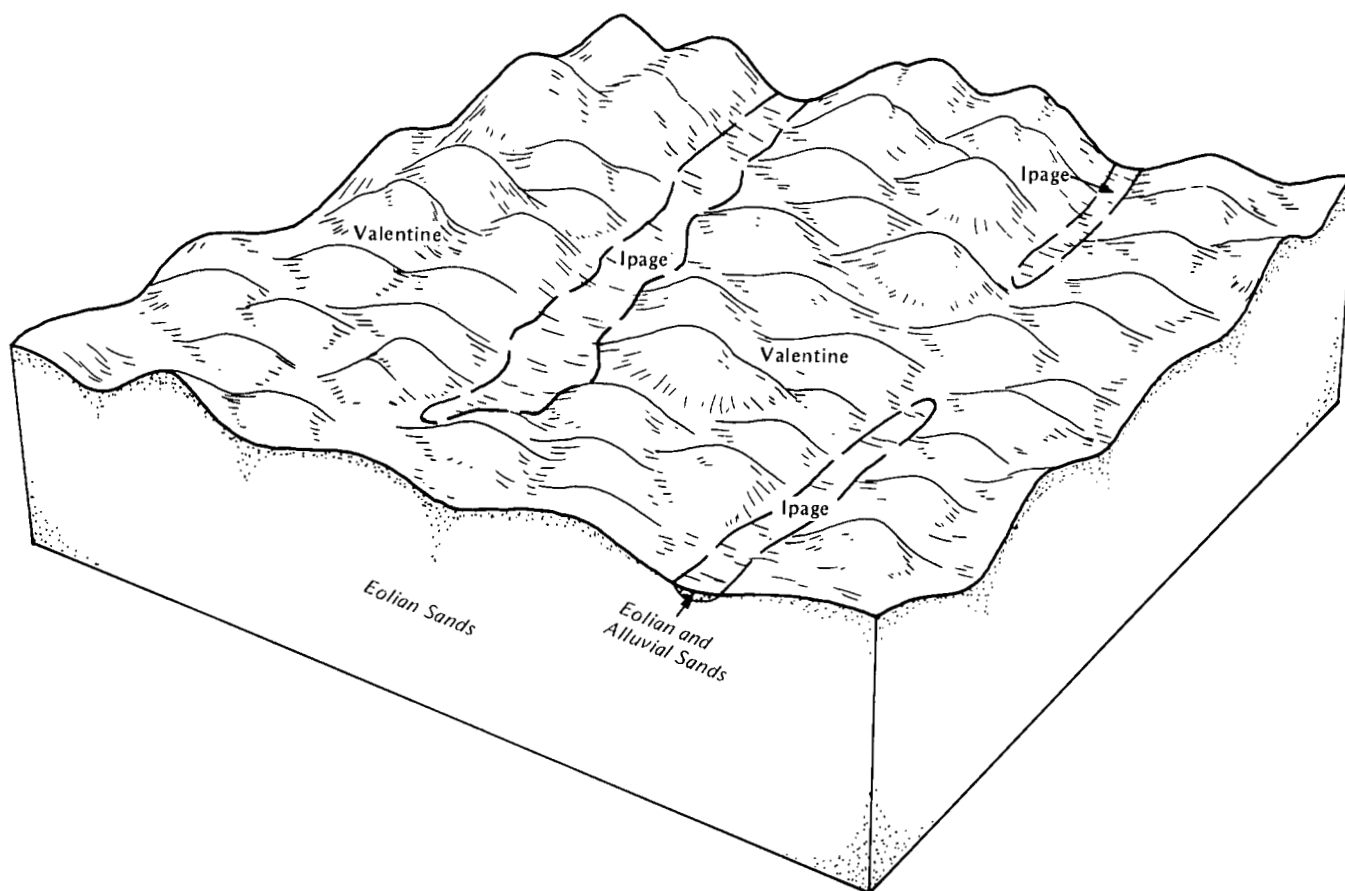 Ipage
Valentine
Ipage
Valentine
Ipage
Eolian Sands
Eolian and
Alluvial Sands